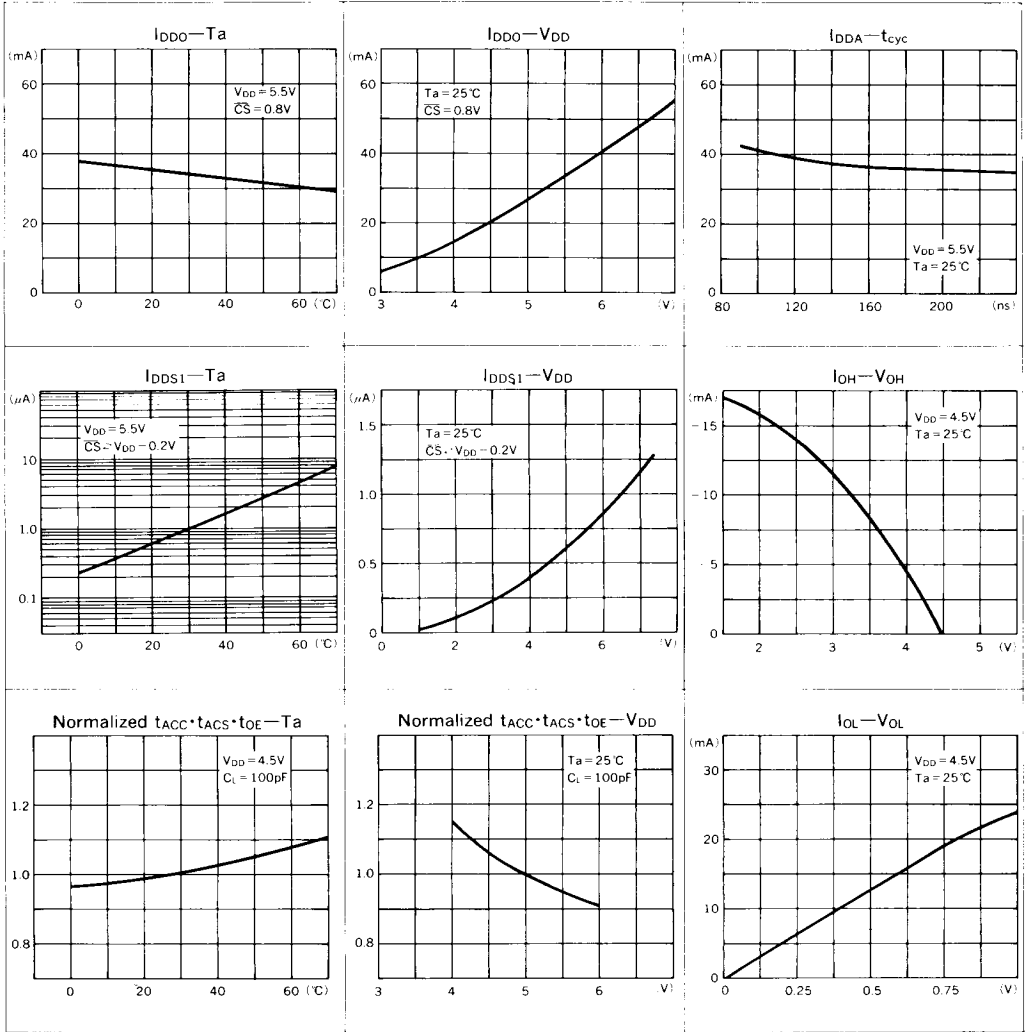 IDDO—Ta
(mA)
60
40
20
0
VDD = 5.5V
C̅S̅ = 0.8V
0 20 40 60 (℃)
IDDO—VDD
(mA)
60
40
20
0
Ta = 25℃
C̅S̅ = 0.8V
3 4 5 6 (V)
IDDA—tcyc
(mA)
60
40
20
0
VDD = 5.5V
Ta = 25℃
80 120 160 200 (ns)
IDDS1—Ta
(μA)
10
1.0
0.1
VDD = 5.5V
C̅S̅ = VDD − 0.2V
0 20 40 60 (℃)
IDDS1—VDD
(μA)
1.5
1.0
0.5
0
Ta = 25℃
C̅S̅ = VDD − 0.2V
0 2 4 6 (V)
IOH—VOH
(mA)
-15
-10
-5
0
VDD = 4.5V
Ta = 25℃
2 3 4 5 (V)
Normalized tACC·tACS·tOE—Ta
1.2
1.0
0.8
VDD = 4.5V
CL = 100pF
0 20 40 60 (℃)
Normalized tACC·tACS·tOE—VDD
1.2
1.0
0.8
Ta = 25℃
CL = 100pF
3 4 5 6 (V)
IOL—VOL
(mA)
30
20
10
0
VDD = 4.5V
Ta = 25℃
0 0.25 0.5 0.75 (V)